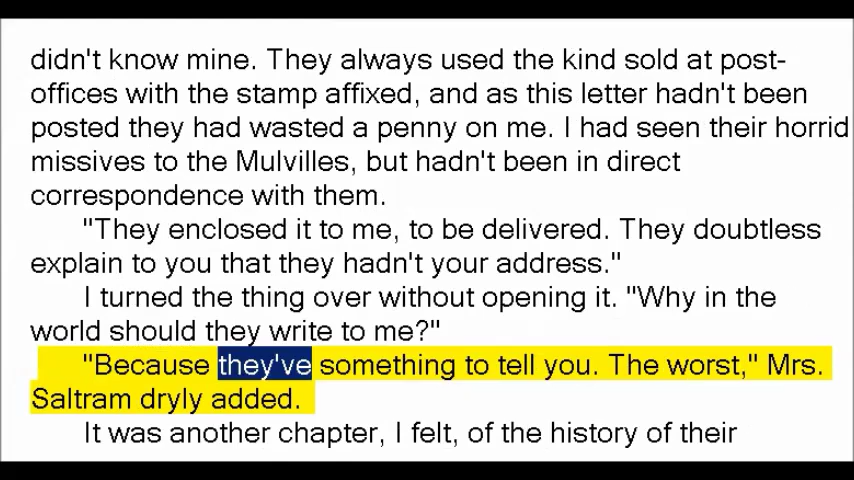 didn't know mine. They always used the kind sold at post-
offices with the stamp affixed, and as this letter hadn't been
posted they had wasted a penny on me. I had seen their horrid
missives to the Mulvilles, but hadn't been in direct
correspondence with them.
"They enclosed it to me, to be delivered. They doubtless
explain to you that they hadn't your address."
I turned the thing over without opening it. "Why in the
world should they write to me?"
"Because they've something to tell you. The worst," Mrs.
Saltram dryly added.
It was another chapter, I felt, of the history of their